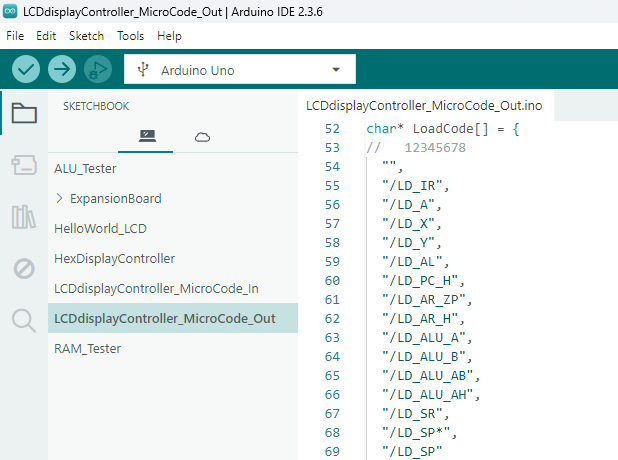 LCDdisplayController_MicroCode_Out | Arduino IDE 2.3.6
File Edit Sketch Tools Help
Arduino Uno
SKETCHBOOK
ALU_Tester
ExpansionBoard
HelloWorld_LCD
HexDisplayController
LCDdisplayController_MicroCode_In
LCDdisplayController_MicroCode_Out
RAM_Tester
LCDdisplayController_MicroCode_Out.ino
52 char* LoadCode[] = {
53 //   12345678
54 "",
55 "/LD_IR",
56 "/LD_A",
57 "/LD_X",
58 "/LD_Y",
59 "/LD_AL",
60 "/LD_PC_H",
61 "/LD_AR_ZP",
62 "/LD_AR_H",
63 "/LD_ALU_A",
64 "/LD_ALU_B",
65 "/LD_ALU_AB",
66 "/LD_ALU_AH",
67 "/LD_SR",
68 "/LD_SP*",
69 "/LD_SP"